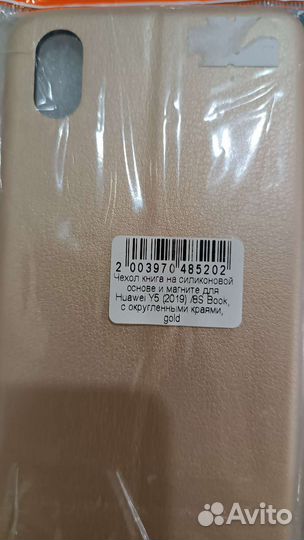 2 003970 485202
Чехол книга на силиконовой
основе и магните для
Huawei Y5 (2019) /8S Book,
с округленными краями,
gold
Avito